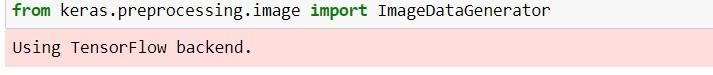 from keras.preprocessing.image import ImageDataGenerator
Using TensorFlow backend.